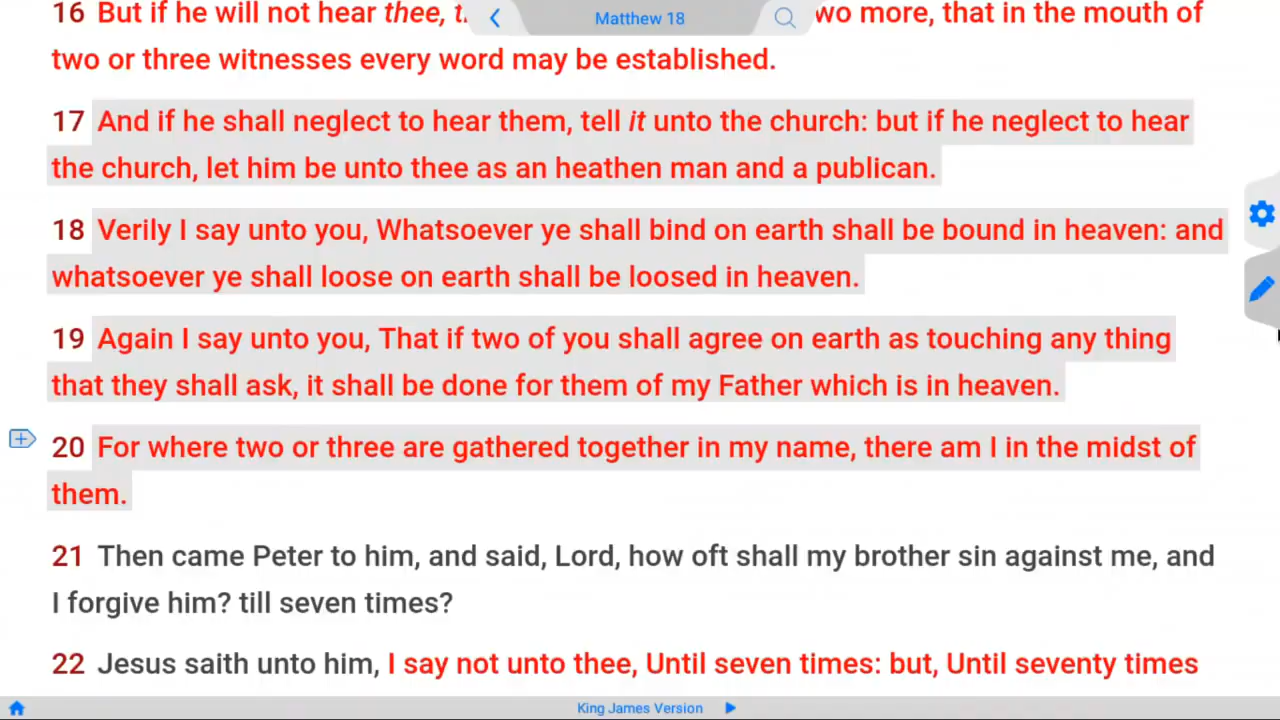 Matthew 18
16 But if he will not hear thee, wo more, that in the mouth of
two or three witnesses every word may be established.
17 And if he shall neglect to hear them, tell it unto the church: but if he neglect to hear
the church, let him be unto thee as an heathen man and a publican.
18 Verily I say unto you, Whatsoever ye shall bind on earth shall be bound in heaven: and
whatsoever ye shall loose on earth shall be loosed in heaven.
19 Again I say unto you, That if two of you shall agree on earth as touching any thing
that they shall ask, it shall be done for them of my Father which is in heaven.
20 For where two or three are gathered together in my name, there am I in the midst of
them.
21 Then came Peter to him, and said, Lord, how oft shall my brother sin against me, and
I forgive him? till seven times?
22 Jesus saith unto him, I say not unto thee, Until seven times: but, Until seventy times
King James Version